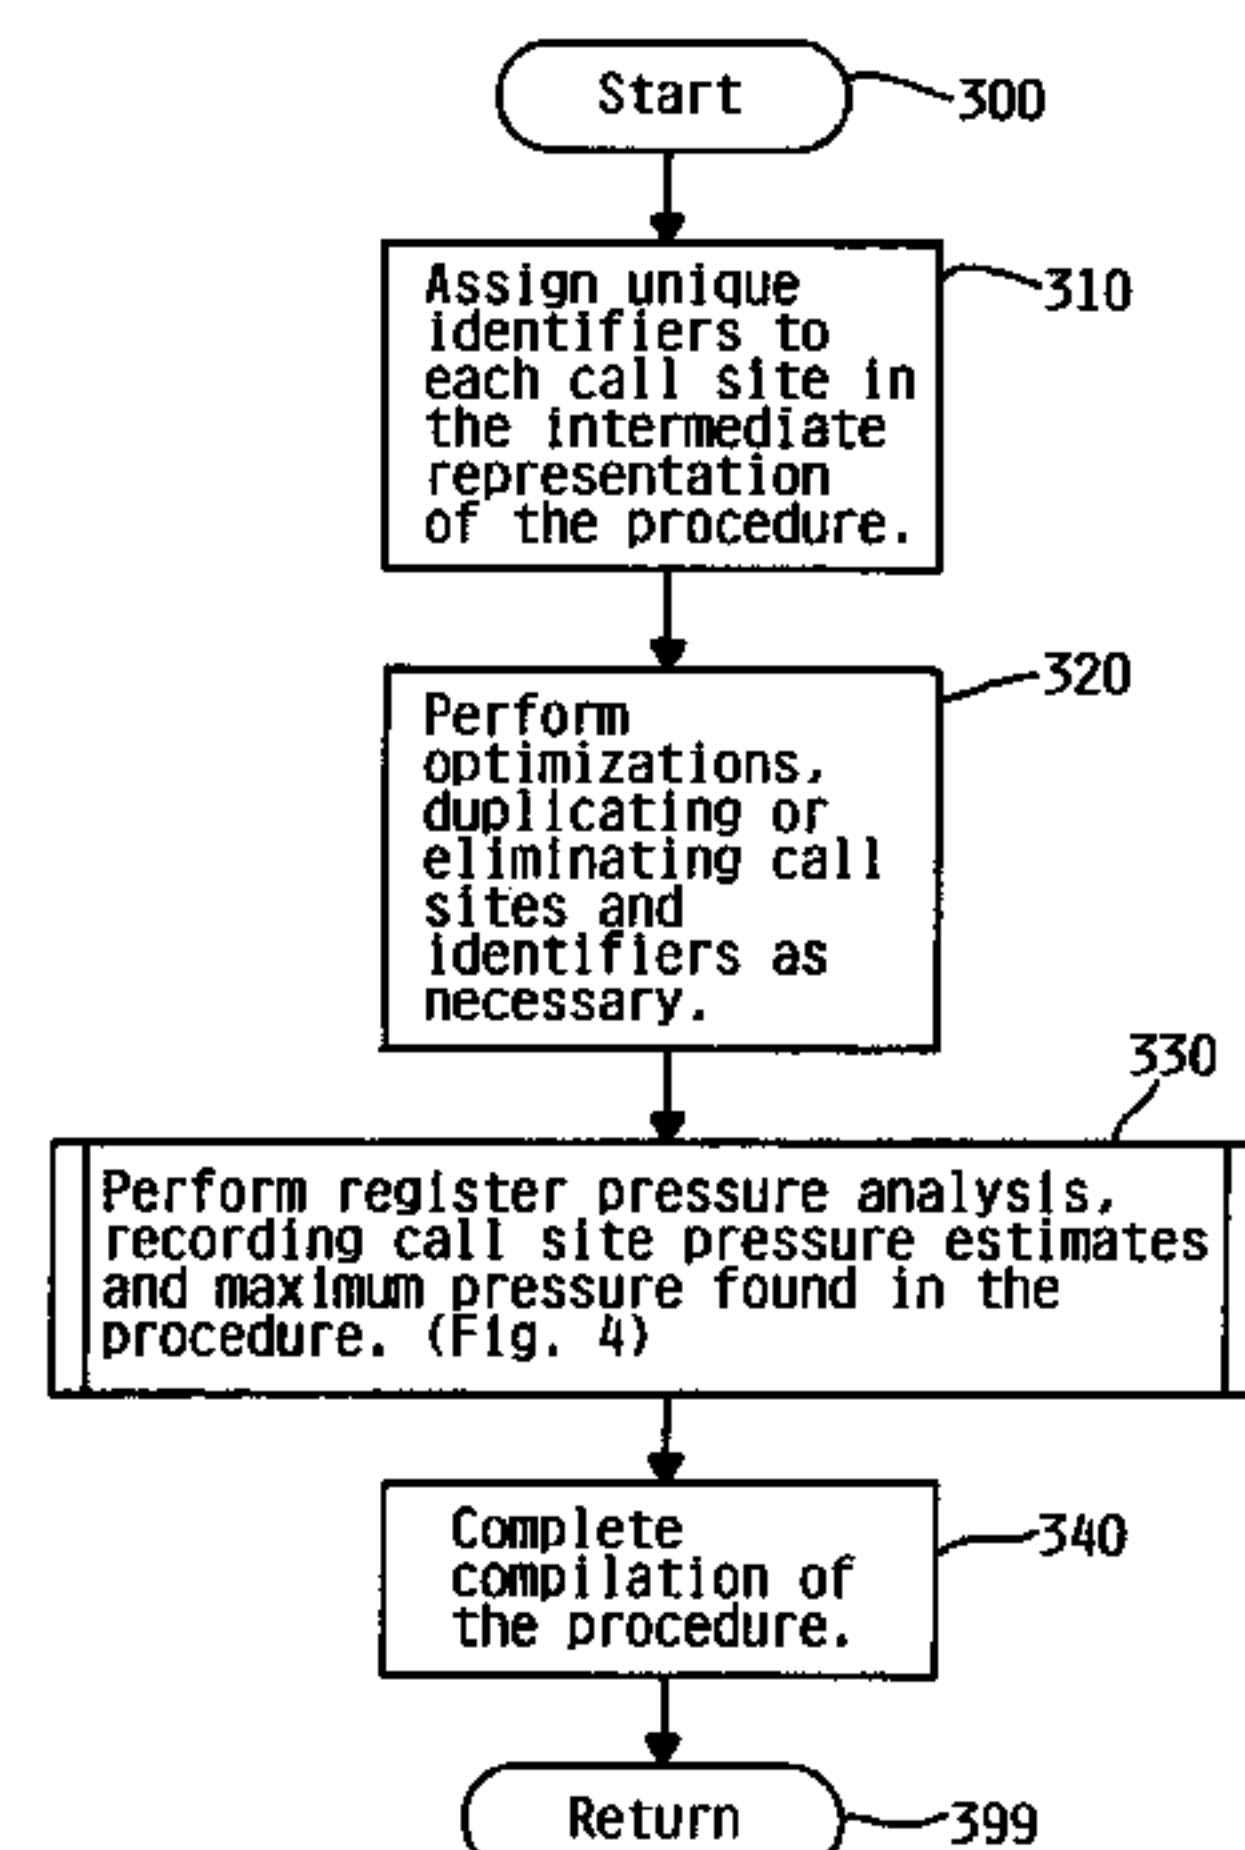 Start
300
Assign unique
identifiers to
each call site in
the intermediate
representation
of the procedure.
310
Perform
optimizations,
duplicating or
eliminating call
sites and
identifiers as
necessary.
320
330
Perform register pressure analysis,
recording call site pressure estimates
and maximum pressure found in the
procedure. (Fig. 4)
Complete
compilation of
the procedure.
340
Return
399